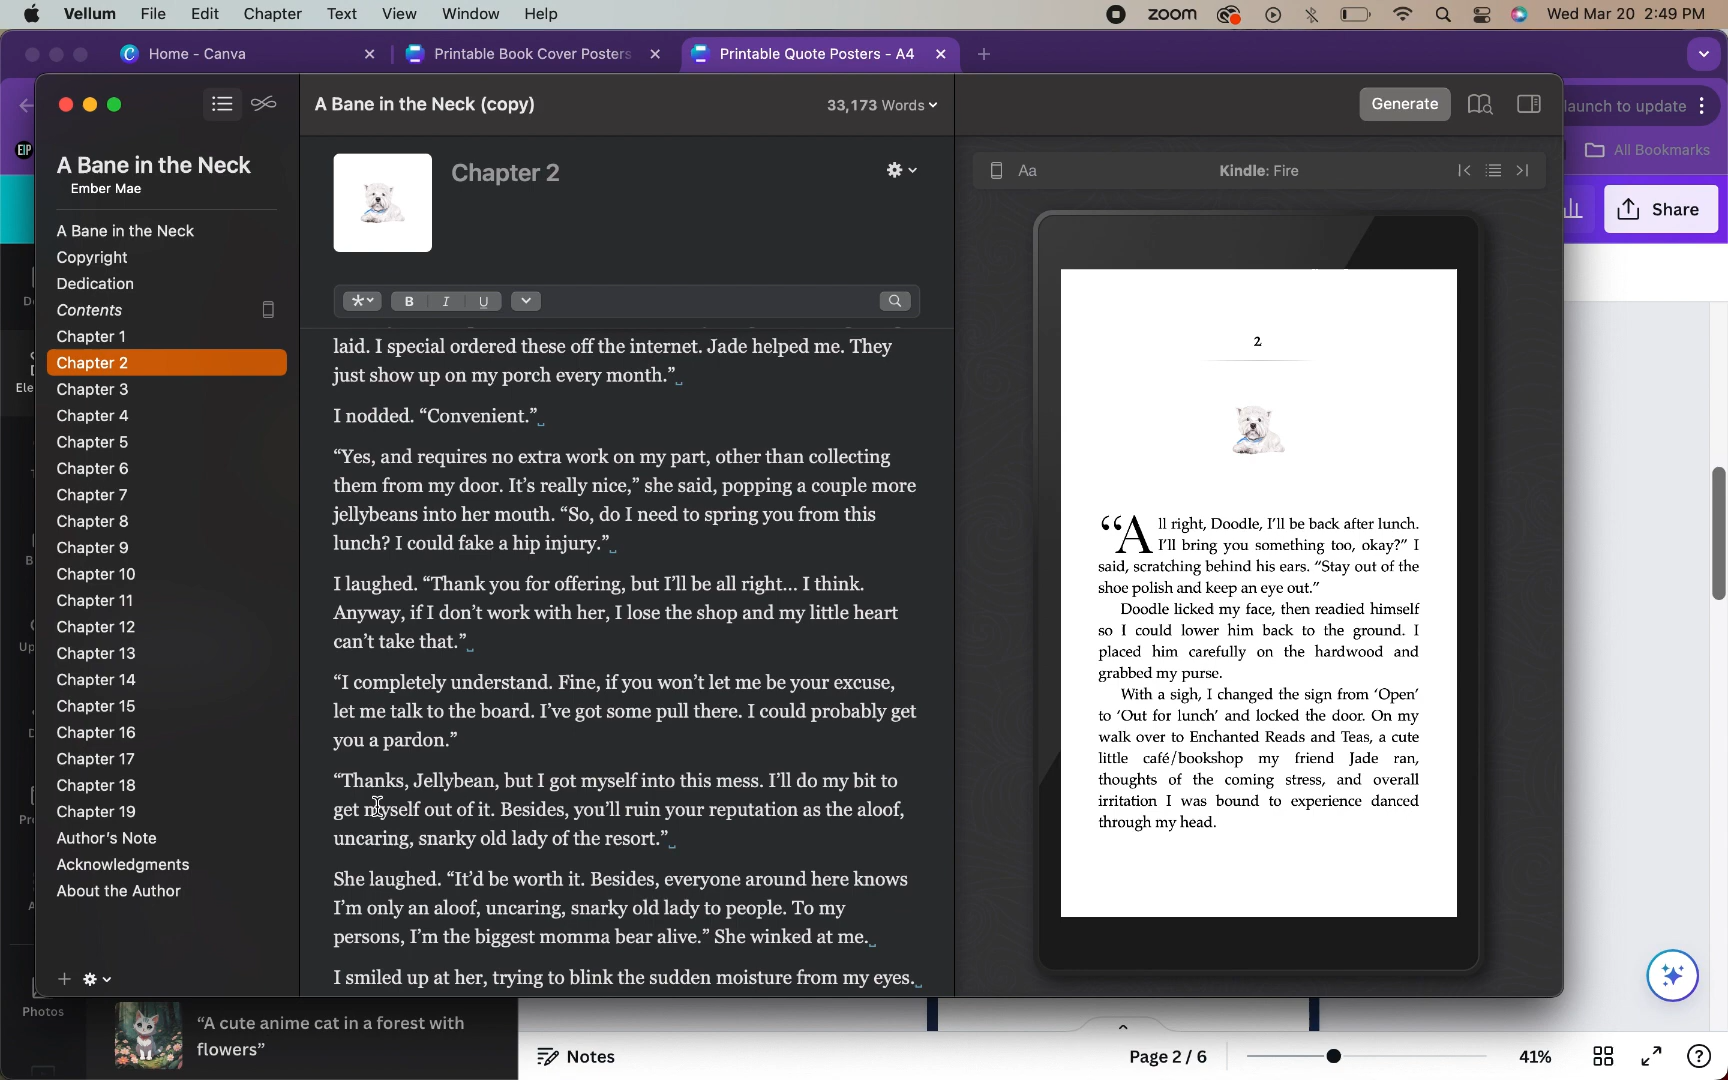 Vellum File Edit Chapter Text View Window Help
zoom Wed Mar 20 2:49 PM
Home - Canva Printable Book Cover Posters Printable Quote Posters - A4
A Bane in the Neck (copy) 33,173 Words Generate launch to update
EIP All Bookmarks
A Bane in the Neck
Ember Mae
Chapter 2
Kindle: Fire
Aa
Share
A Bane in the Neck
Copyright
Dedication
Contents
Chapter 1
Chapter 2
Chapter 3
Chapter 4
Chapter 5
Chapter 6
Chapter 7
Chapter 8
Chapter 9
Chapter 10
Chapter 11
Chapter 12
Chapter 13
Chapter 14
Chapter 15
Chapter 16
Chapter 17
Chapter 18
Chapter 19
Author's Note
Acknowledgments
About the Author
B I U
laid. I special ordered these off the internet. Jade helped me. They
just show up on my porch every month.”
I nodded. “Convenient.”
“Yes, and requires no extra work on my part, other than collecting
them from my door. It’s really nice,” she said, popping a couple more
jellybeans into her mouth. “So, do I need to spring you from this
lunch? I could fake a hip injury.”
I laughed. “Thank you for offering, but I’ll be all right… I think.
Anyway, if I don’t work with her, I lose the shop and my little heart
can’t take that.”
“I completely understand. Fine, if you won’t let me be your excuse,
let me talk to the board. I’ve got some pull there. I could probably get
you a pardon.”
“Thanks, Jellybean, but I got myself into this mess. I’ll do my bit to
get myself out of it. Besides, you’ll ruin your reputation as the aloof,
uncaring, snarky old lady of the resort.”
She laughed. “It’d be worth it. Besides, everyone around here knows
I’m only an aloof, uncaring, snarky old lady to people. To my
persons, I’m the biggest momma bear alive.” She winked at me.
I smiled up at her, trying to blink the sudden moisture from my eyes.
2
“All right, Doodle, I’ll be back after lunch.
I’ll bring you something too, okay?” I
said, scratching behind his ears. “Stay out of the
shoe polish and keep an eye out.”
Doodle licked my face, then readied himself
so I could lower him back to the ground. I
placed him carefully on the hardwood and
grabbed my purse.
With a sigh, I changed the sign from ‘Open’
to ‘Out for lunch’ and locked the door. On my
walk over to Enchanted Reads and Teas, a cute
little café/bookshop my friend Jade ran,
thoughts of the coming stress, and overall
irritation I was bound to experience danced
through my head.
Photos
“A cute anime cat in a forest with
flowers”
Notes
Page 2 / 6
41%